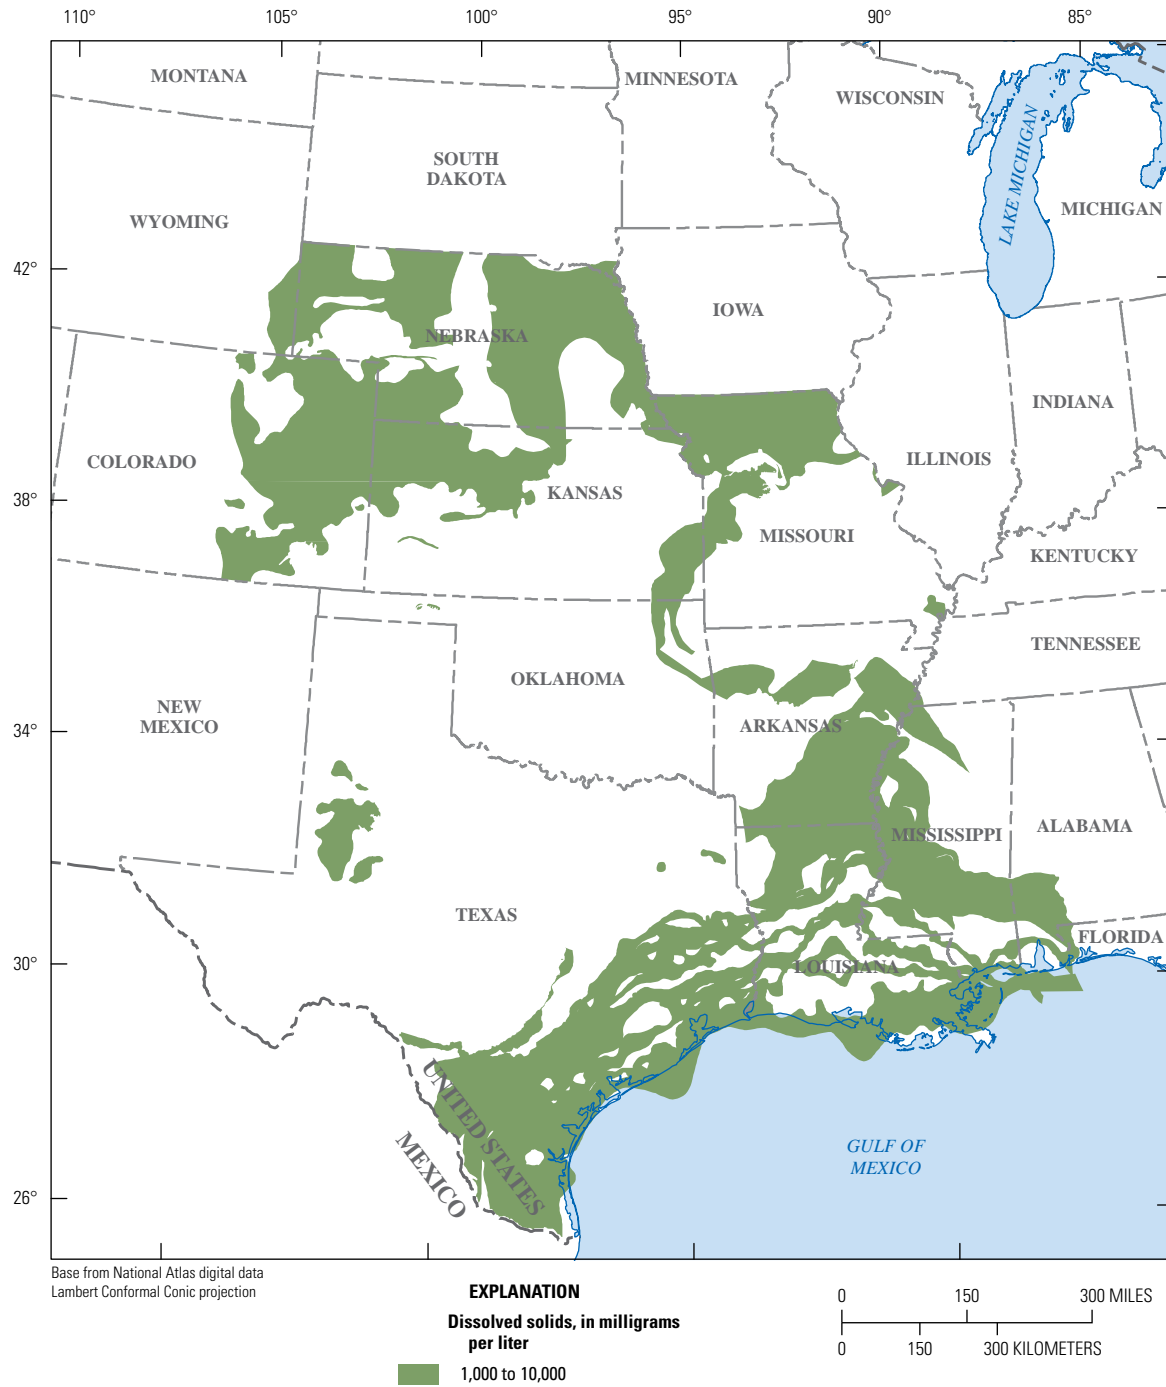 110°
105°
100°
95°
90°
85°
MONTANA
MINNESOTA
WISCONSIN
SOUTH
DAKOTA
LAKE MICHIGAN
MICHIGAN
WYOMING
42°
IOWA
NEBRASKA
INDIANA
ILLINOIS
COLORADO
KANSAS
38°
MISSOURI
KENTUCKY
TENNESSEE
OKLAHOMA
NEW
MEXICO
ARKANSAS
34°
MISSISSIPPI
ALABAMA
TEXAS
FLORIDA
LOUISIANA
30°
UNITED STATES
MEXICO
GULF OF
MEXICO
26°
Base from National Atlas digital data
Lambert Conformal Conic projection
EXPLANATION
Dissolved solids, in milligrams
per liter
1,000 to 10,000
0 150 300 MILES
0 150 300 KILOMETERS